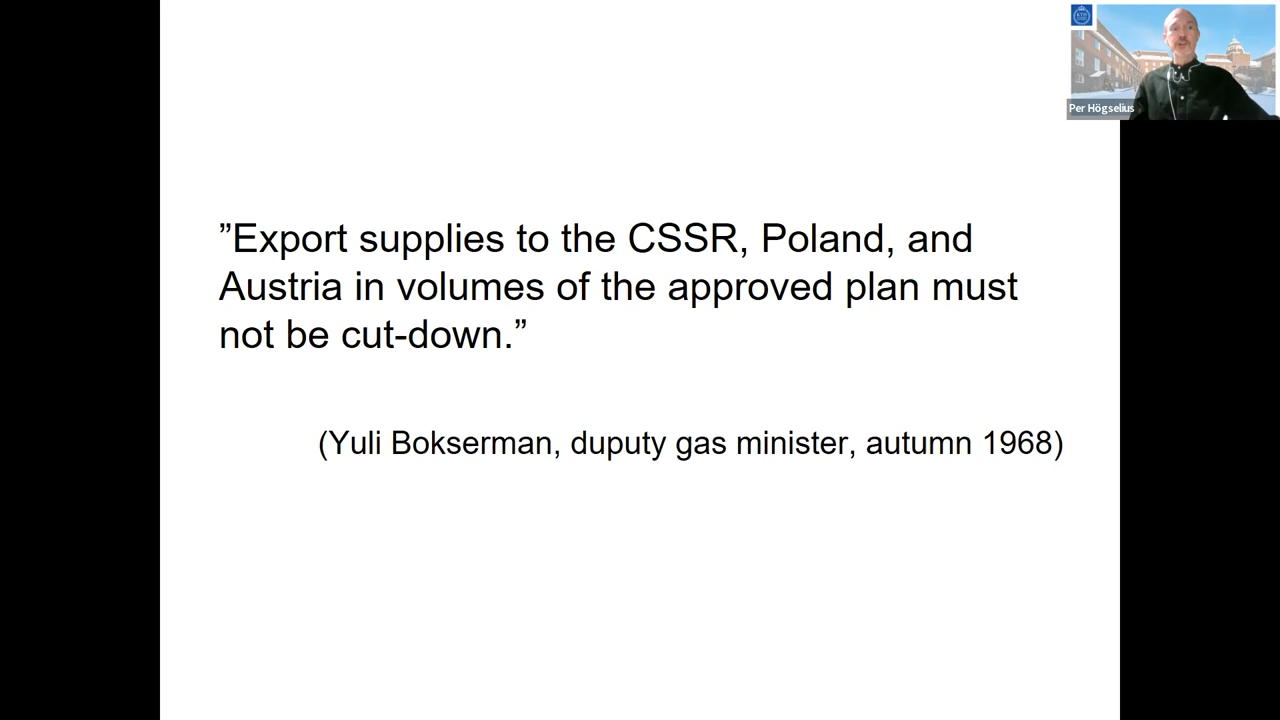 Per Högselius
”Export supplies to the CSSR, Poland, and
Austria in volumes of the approved plan must
not be cut-down.”
(Yuli Bokserman, duputy gas minister, autumn 1968)